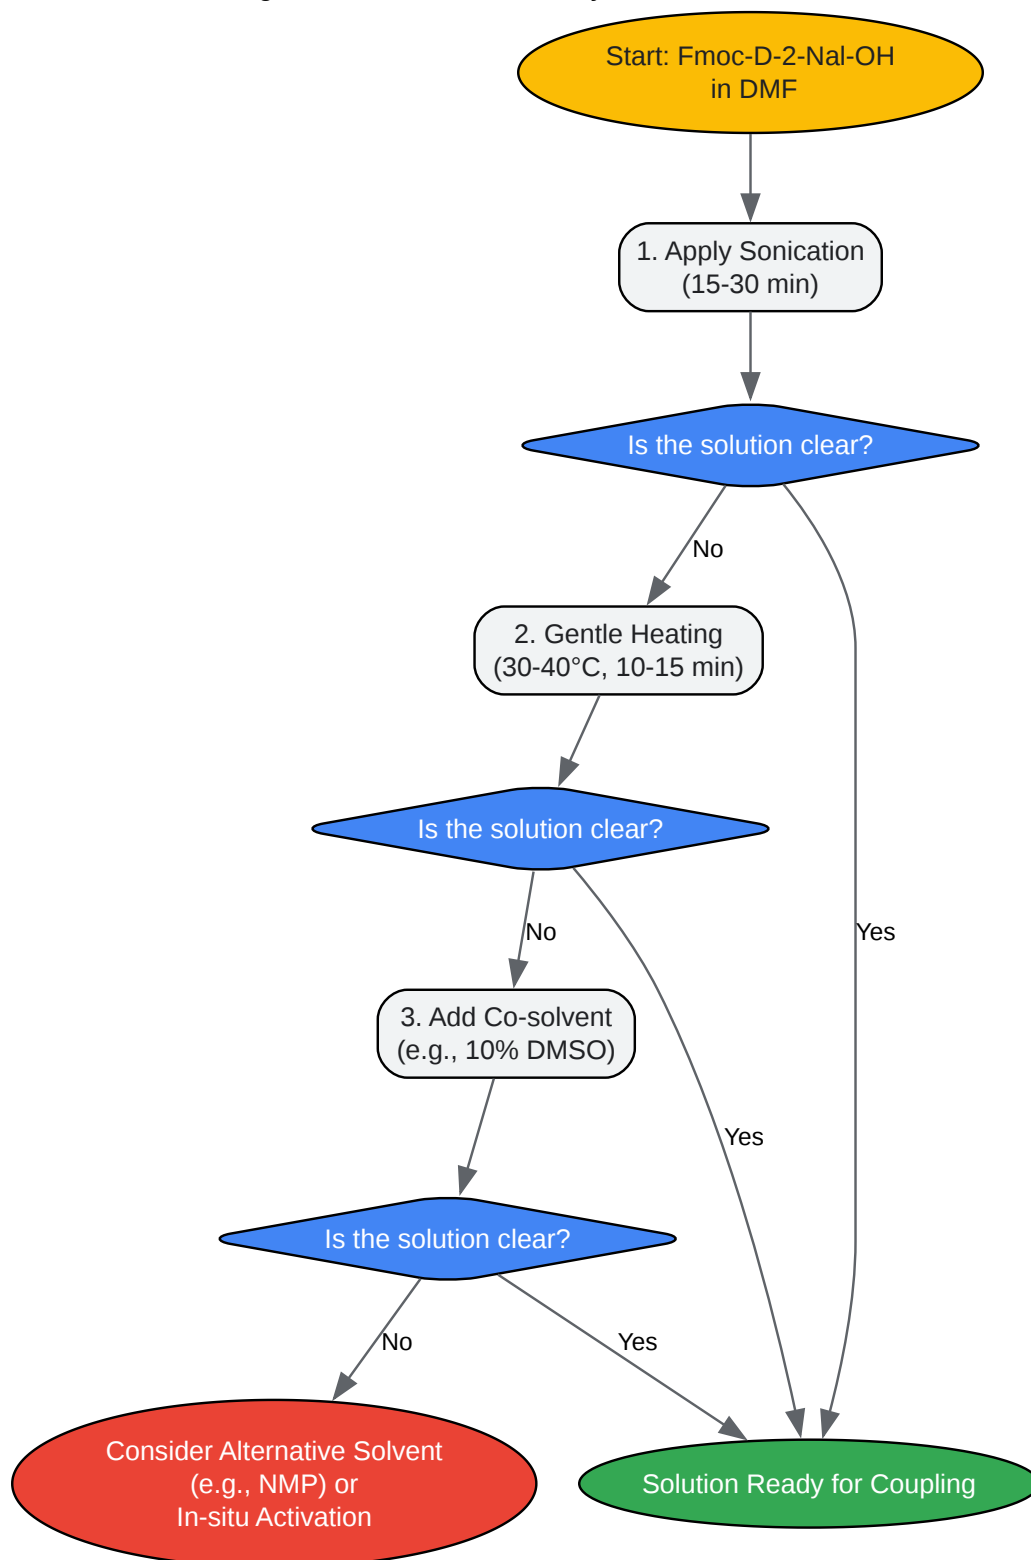 Start: Fmoc-D-2-Nal-OH
in DMF
1. Apply Sonication
(15-30 min)
Is the solution clear?
No
2. Gentle Heating
(30-40°C, 10-15 min)
Is the solution clear?
No
Yes
3. Add Co-solvent
(e.g., 10% DMSO)
Yes
Is the solution clear?
No
Yes
Consider Alternative Solvent
(e.g., NMP) or
In-situ Activation
Solution Ready for Coupling